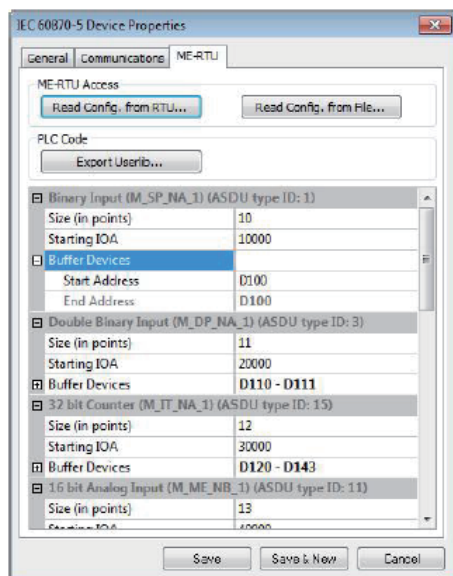 IEC 60870-5 Device Properties
General Communications ME-RTU
ME-RTU Access
Read Config. from RTU... Read Config. from File...
PLC Code
Export Userlib...
Binary Input (M_SP_NA_1) (ASDU type ID: 1)
Size (in points) 10
Starting IOA 10000
Buffer Devices
Start Address D100
End Address D100
Double Binary Input (M_DP_NA_1) (ASDU type ID: 3)
Size (in points) 11
Starting IOA 20000
Buffer Devices D110 - D111
32 bit Counter (M_IT_NA_1) (ASDU type ID: 15)
Size (in points) 12
Starting IOA 30000
Buffer Devices D120 - D143
16 bit Analog Input (M_ME_NB_1) (ASDU type ID: 11)
Size (in points) 13
Starting IOA 40000
Save Save & New Cancel